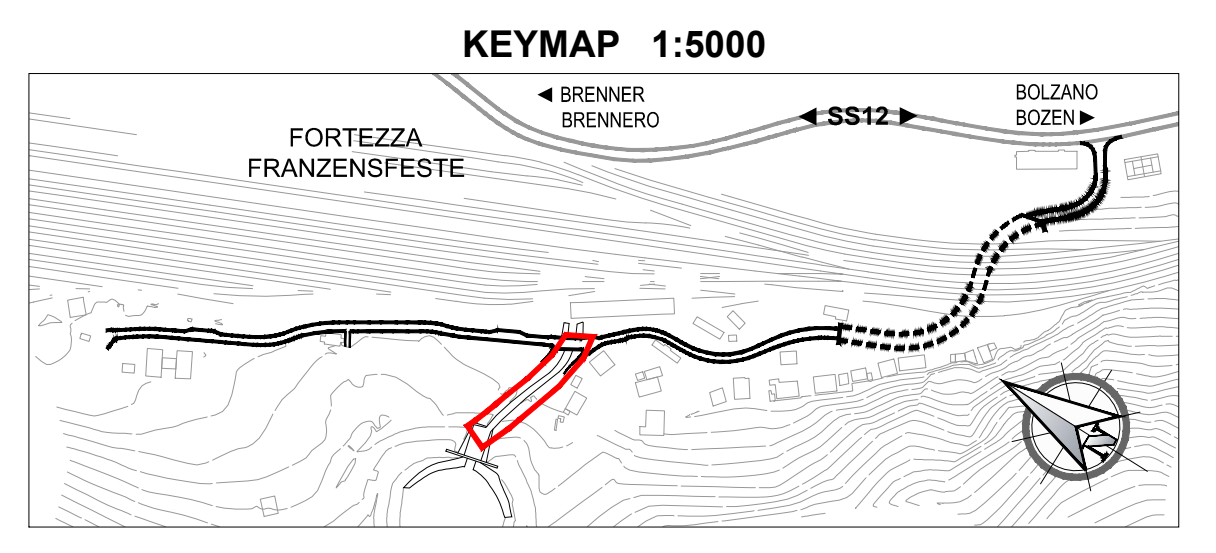 KEYMAP 1:5000
◄ BRENNER
BRENNERO
◄ SS12 ►
BOLZANO
BOZEN ►
FORTEZZA
FRANZENSFESTE
N